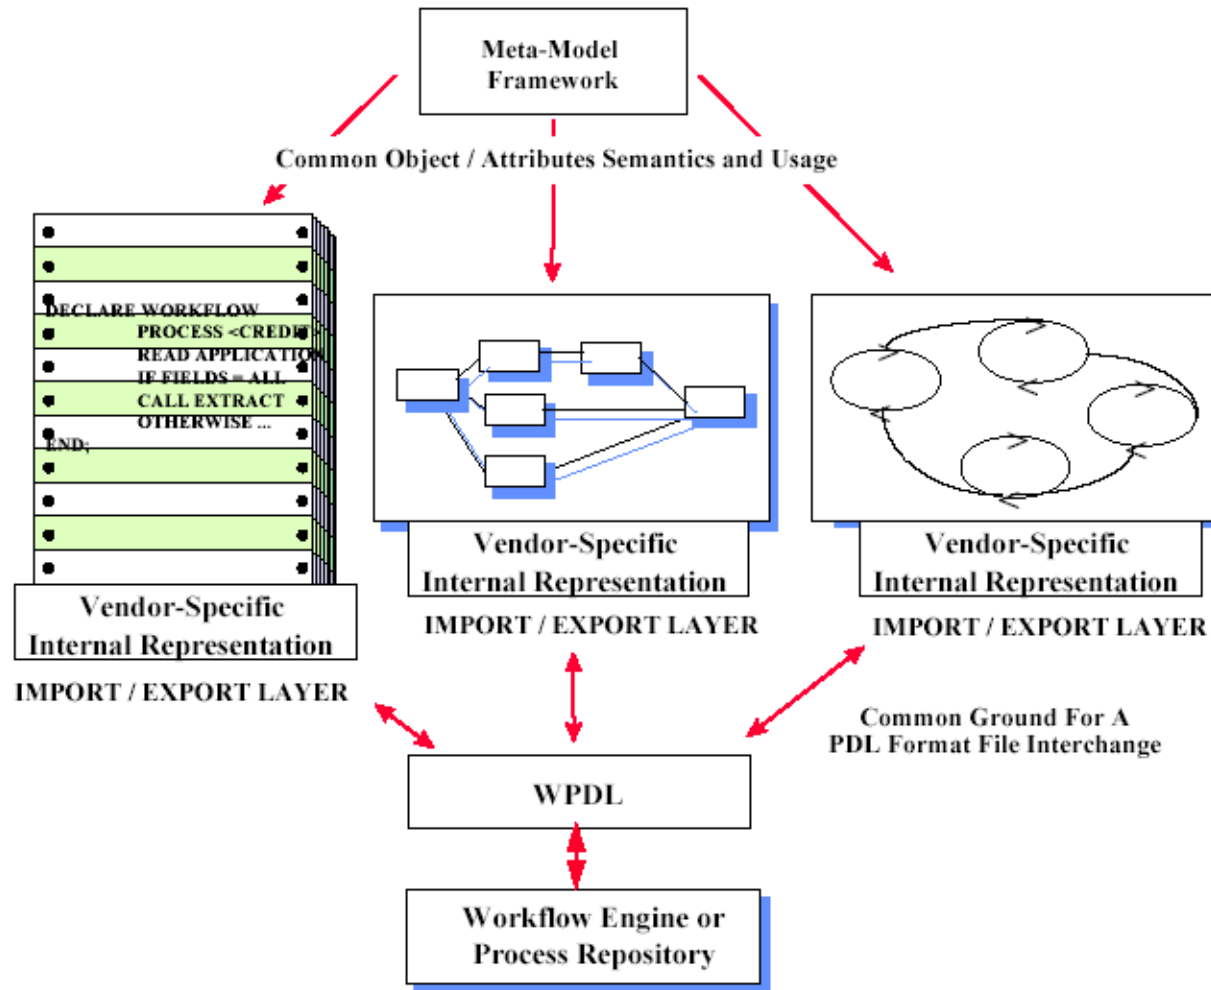 Meta-Model
Framework
Common Object / Attributes Semantics and Usage
DECLARE WORKFLOW
PROCESS <CREDIT>
READ APPLICATION
IF FIELDS = ALL
CALL EXTRACT
OTHERWISE ...
END;
Vendor-Specific
Internal Representation
IMPORT / EXPORT LAYER
Vendor-Specific
Internal Representation
IMPORT / EXPORT LAYER
Vendor-Specific
Internal Representation
IMPORT / EXPORT LAYER
Common Ground For A
PDL Format File Interchange
WPDL
Workflow Engine or
Process Repository